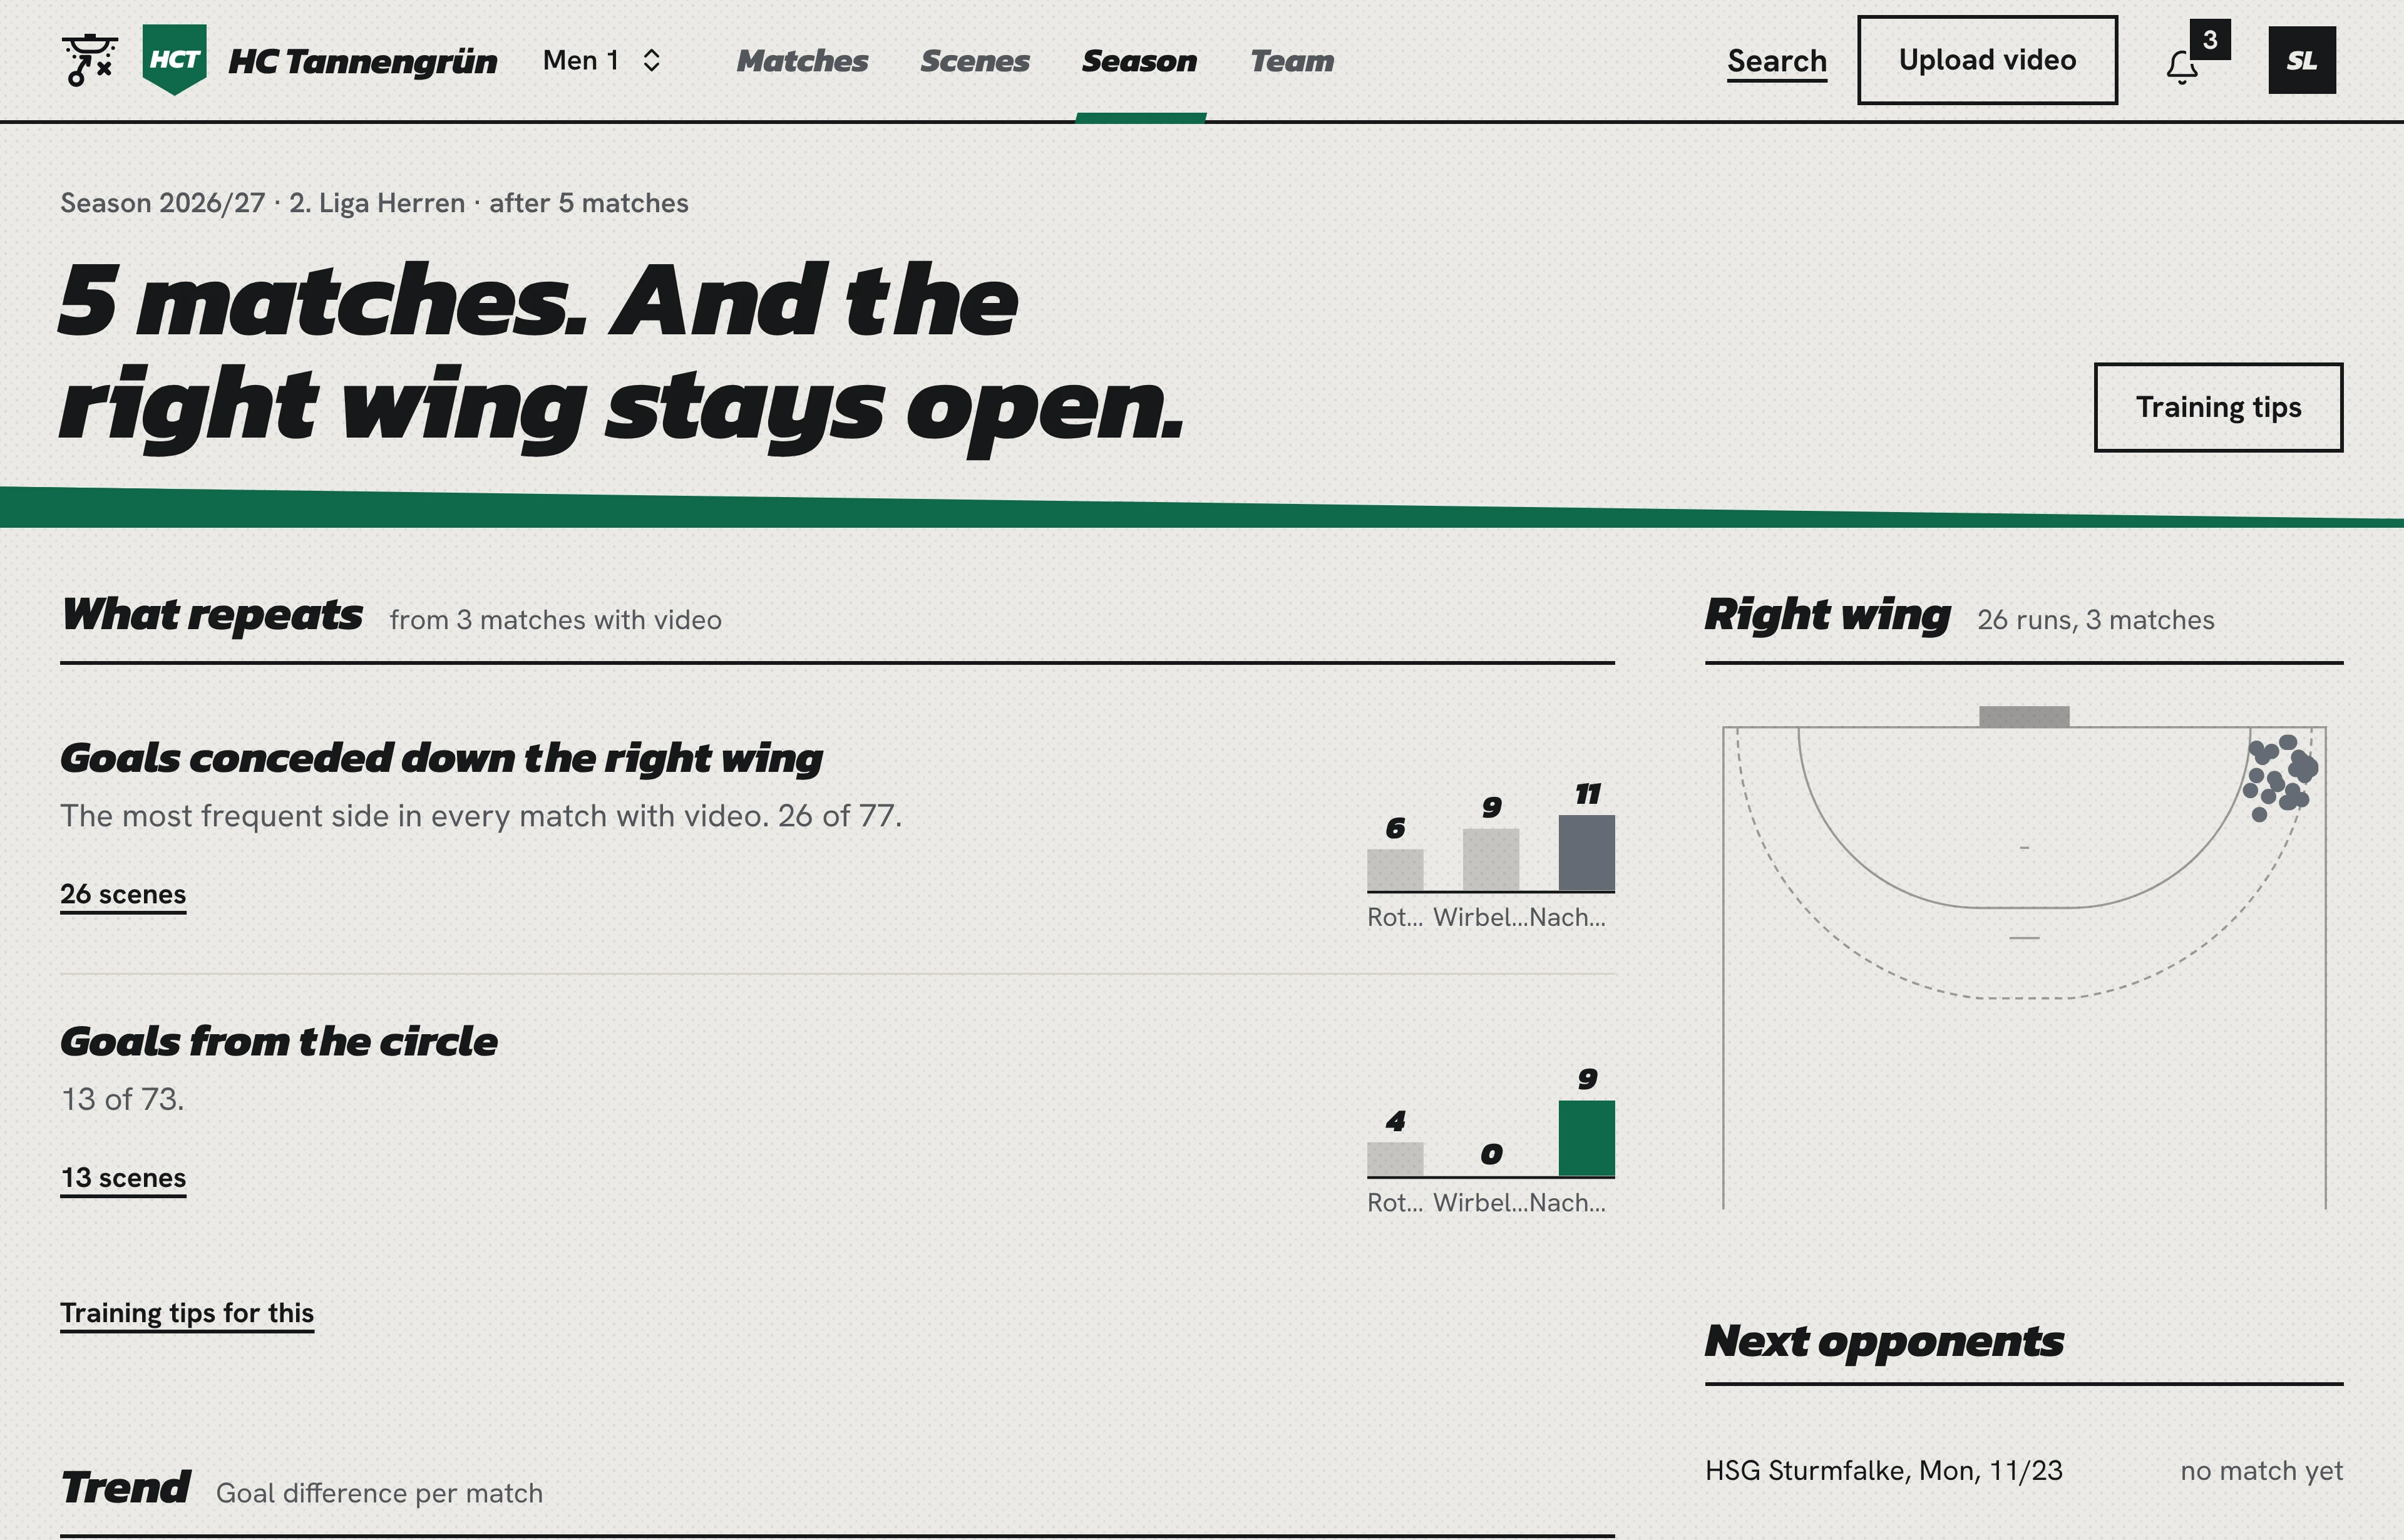 HCT HC Tannengrün Men 1 Matches Scenes Season Team Search Upload video 3 SL
Season 2026/27 · 2. Liga Herren · after 5 matches
5 matches. And the
right wing stays open.
Training tips
What repeats from 3 matches with video
Goals conceded down the right wing
The most frequent side in every match with video. 26 of 77.
26 scenes
6 9 11
Rot... Wirbel... Nach...
Goals from the circle
13 of 73.
13 scenes
4 0 9
Rot... Wirbel... Nach...
Training tips for this
Trend Goal difference per match
Right wing 26 runs, 3 matches
Next opponents
HSG Sturmfalke, Mon, 11/23 no match yet